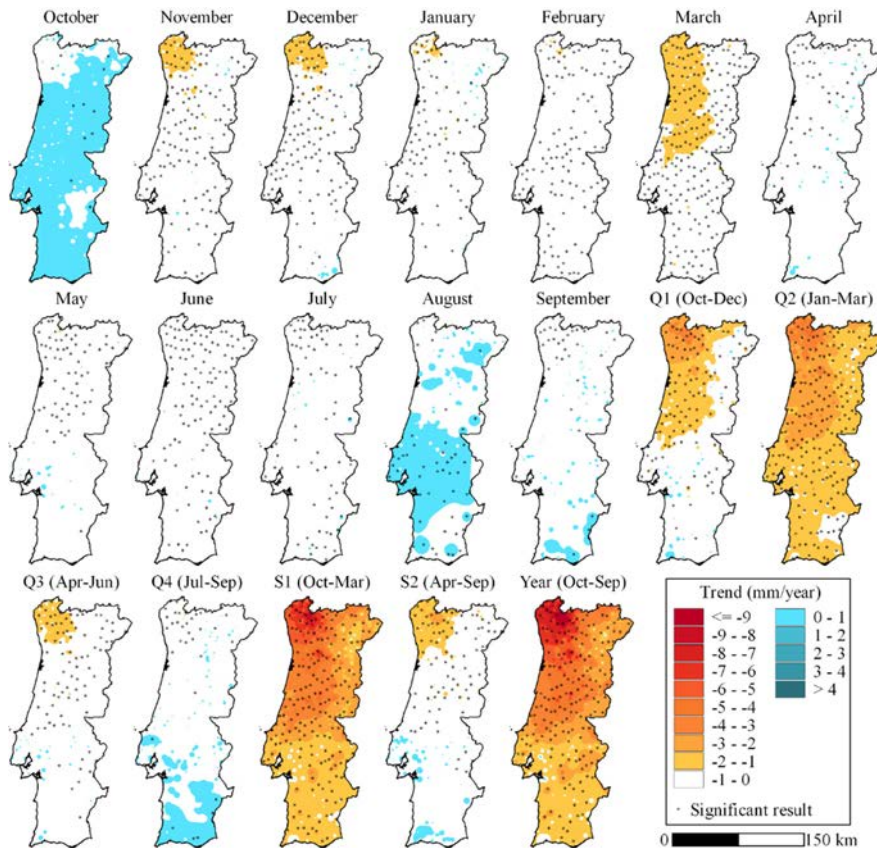 October November December January February March April
May June July August September Q1 (Oct-Dec) Q2 (Jan-Mar)
Q3 (Apr-Jun) Q4 (Jul-Sep) S1 (Oct-Mar) S2 (Apr-Sep) Year (Oct-Sep)
Trend (mm/year)
<= -9 0 - 1
-9 - -8 1 - 2
-8 - -7 2 - 3
-7 - -6 3 - 4
-6 - -5 > 4
-5 - -4
-4 - -3
-3 - -2
-2 - -1
-1 - 0
Significant result
0 150 km